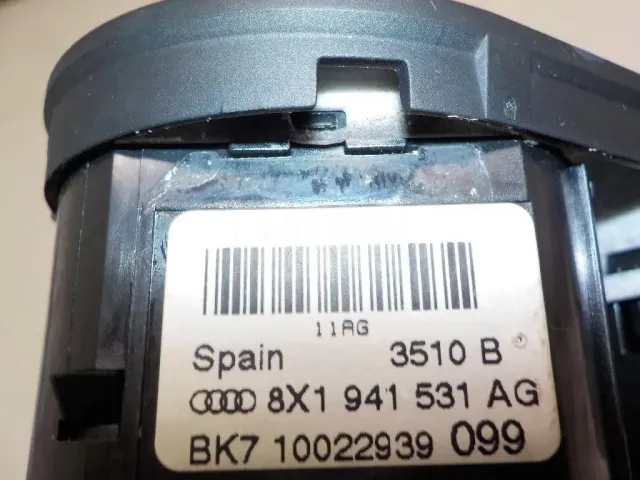 11AG
Spain 3510 B
8X1 941 531 AG
BK7 10022939 099